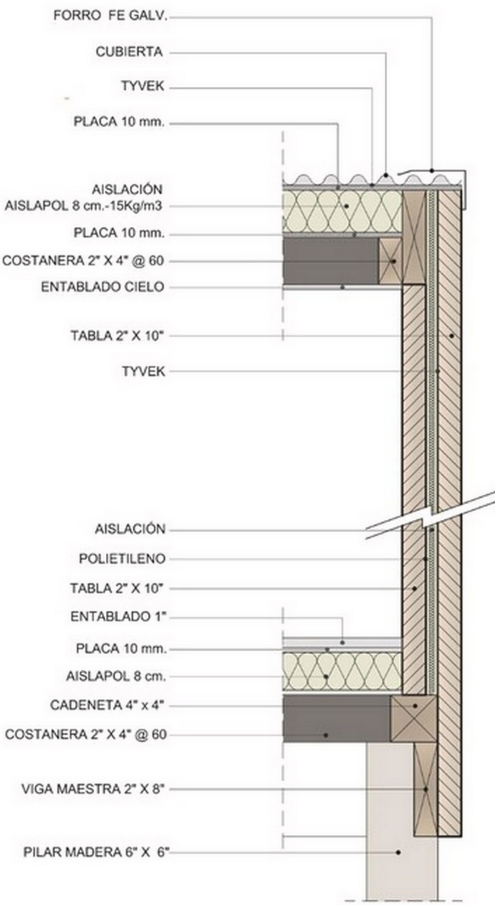 FORRO FE GALV.
CUBIERTA
TYVEK
PLACA 10 mm.
AISLACIÓN
AISLAPOL 8 cm.-15Kg/m3
PLACA 10 mm.
COSTANERA 2" X 4" @ 60
ENTABLADO CIELO
TABLA 2" X 10"
TYVEK
AISLACIÓN
POLIETILENO
TABLA 2" X 10"
ENTABLADO 1"
PLACA 10 mm.
AISLAPOL 8 cm.
CADENETA 4" x 4"
COSTANERA 2" X 4" @ 60
VIGA MAESTRA 2" X 8"
PILAR MADERA 6" X 6"